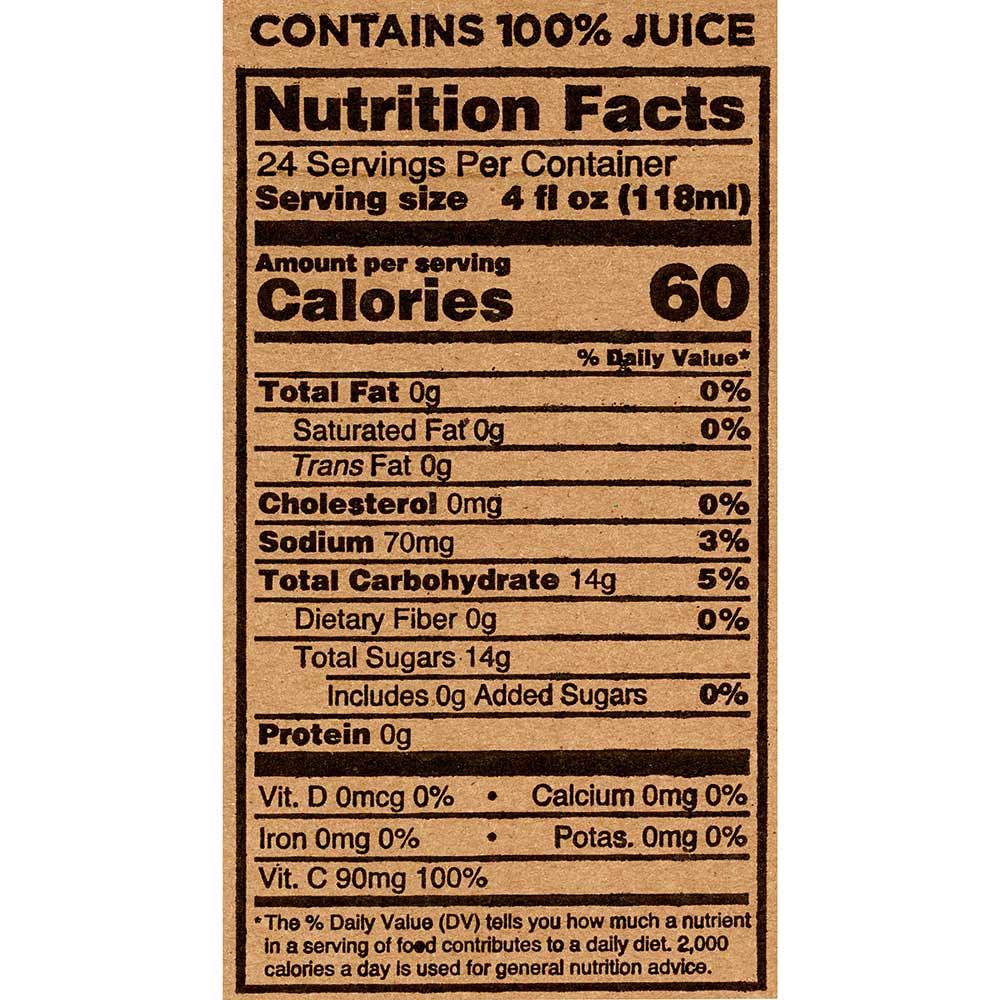 CONTAINS 100% JUICE
Nutrition Facts
24 Servings Per Container
Serving size 4 fl oz (118ml)
Amount per serving
Calories 60
% Daily Value*
Total Fat 0g 0%
Saturated Fat 0g 0%
Trans Fat 0g
Cholesterol 0mg 0%
Sodium 70mg 3%
Total Carbohydrate 14g 5%
Dietary Fiber 0g 0%
Total Sugars 14g
Includes 0g Added Sugars 0%
Protein 0g
Vit. D 0mcg 0% • Calcium 0mg 0%
Iron 0mg 0% • Potas. 0mg 0%
Vit. C 90mg 100%
*The % Daily Value (DV) tells you how much a nutrient
in a serving of food contributes to a daily diet. 2,000
calories a day is used for general nutrition advice.